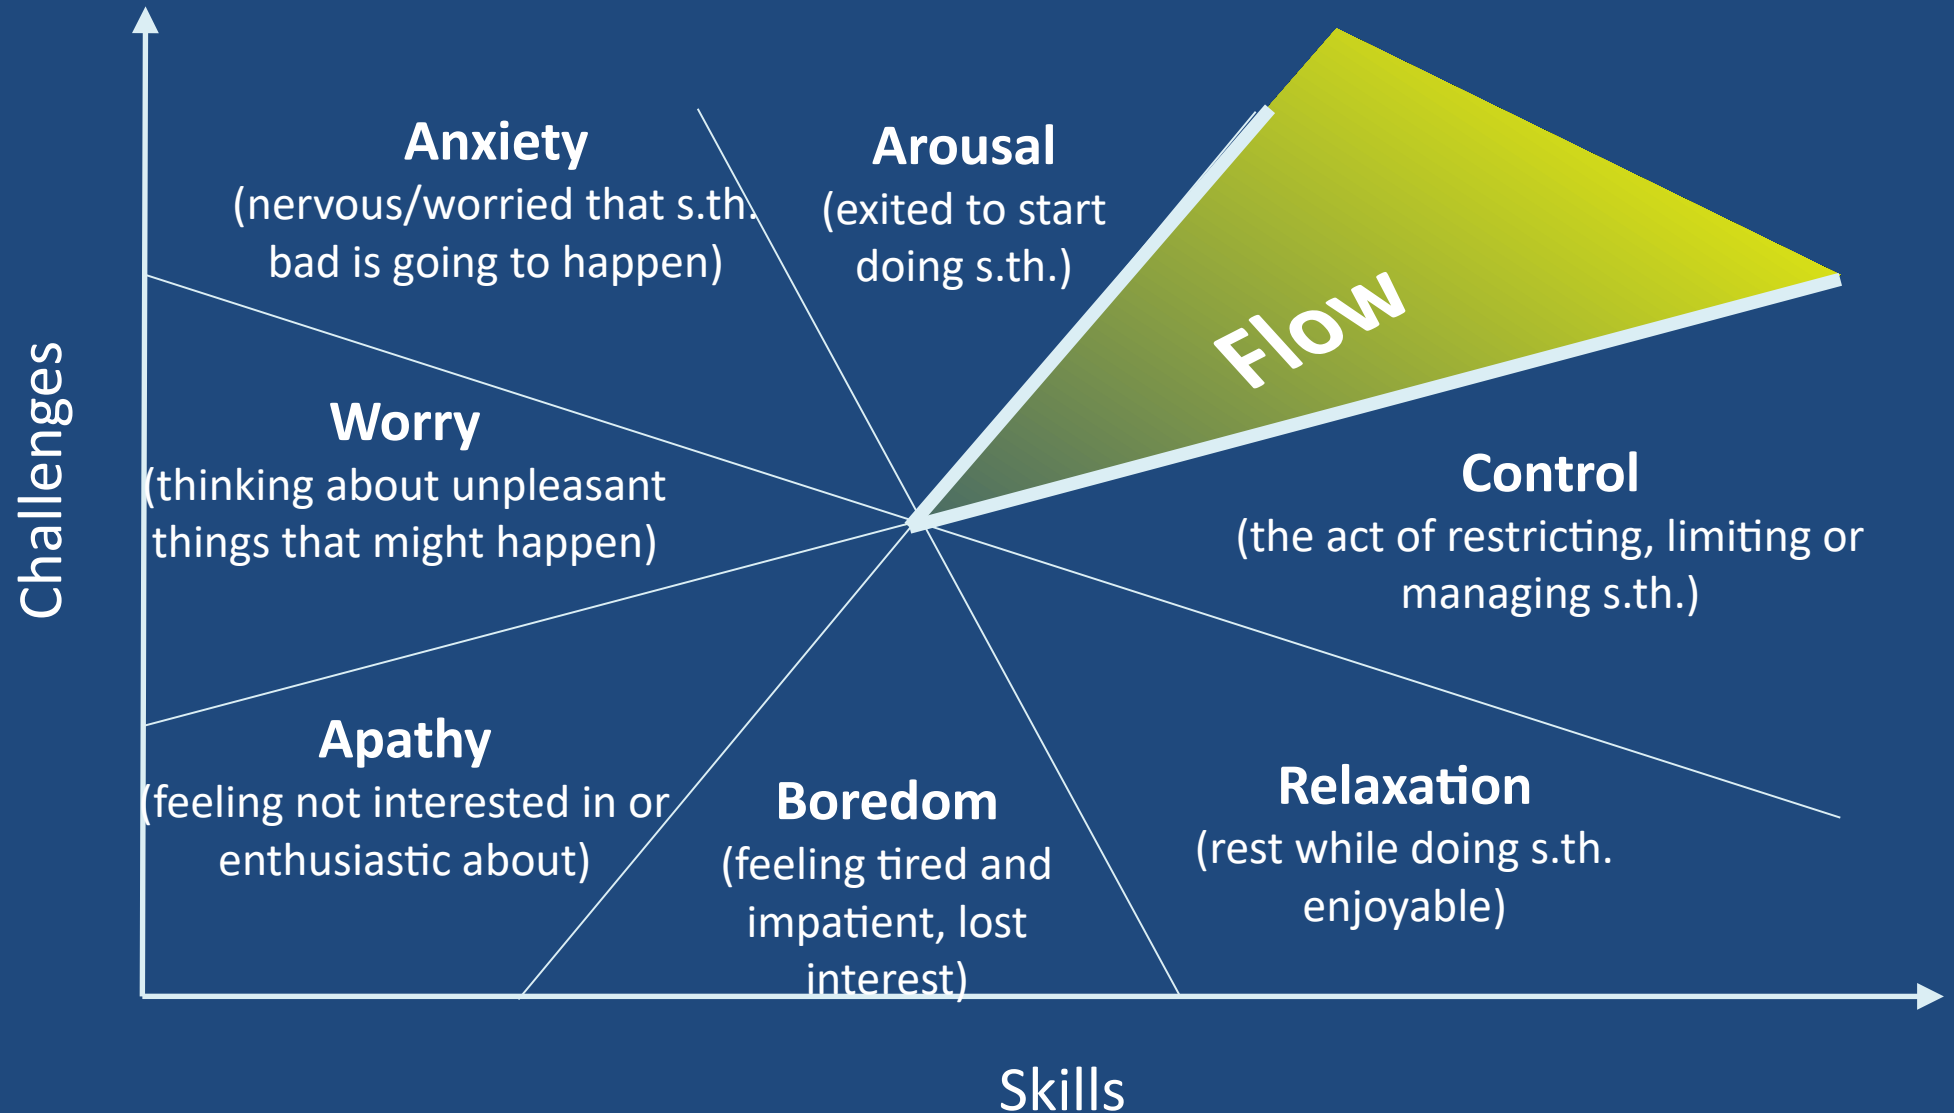 Anxiety
(nervous/worried that s.th.
bad is going to happen)
Arousal
(exited to start
doing s.th.)
Flow
Challenges
Worry
(thinking about unpleasant
things that might happen)
Control
(the act of restricting, limiting or
managing s.th.)
Apathy
(feeling not interested in or
enthusiastic about)
Boredom
(feeling tired and
impatient, lost
interest)
Relaxation
(rest while doing s.th.
enjoyable)
Skills